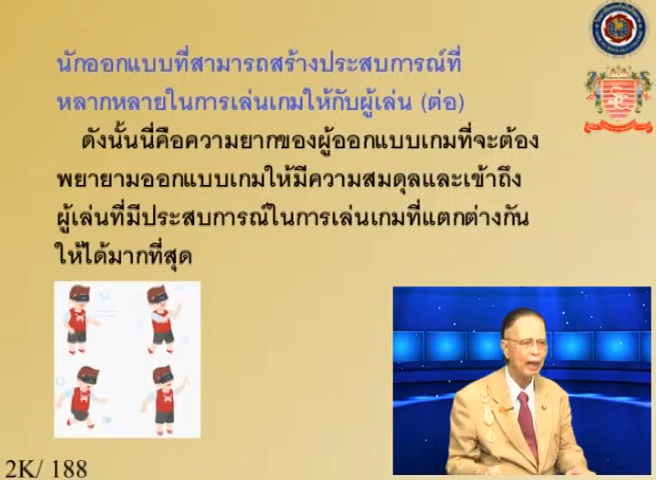 นักออกแบบที่สามารถสร้างประสบการณ์ที่
หลากหลายในการเล่นเกมให้กับผู้เล่น (ต่อ)
ดังนั้นนี่คือความยากของผู้ออกแบบเกมที่จะต้อง
พยายามออกแบบเกมให้มีความสมดุลและเข้าถึง
ผู้เล่นที่มีประสบการณ์ในการเล่นเกมที่แตกต่างกัน
ให้ได้มากที่สุด
2K/ 188